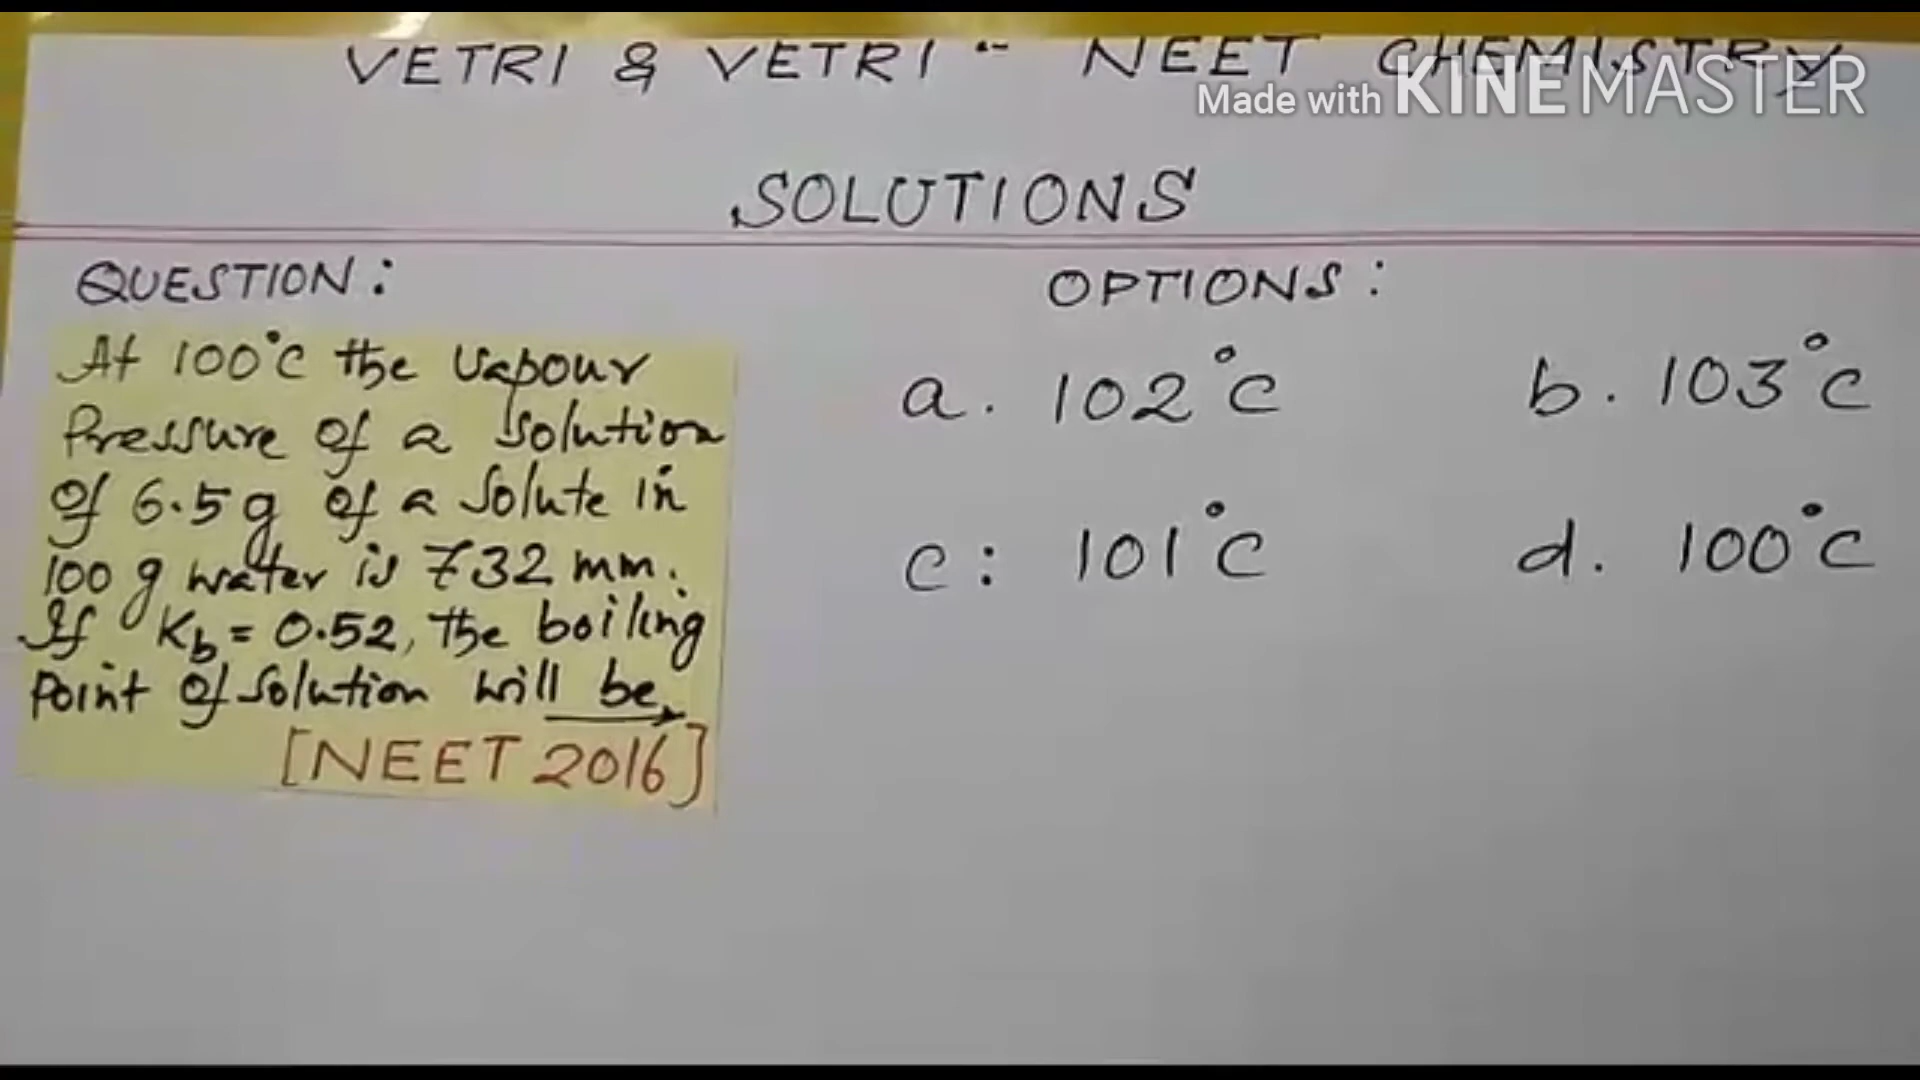 VETRI & VETRI - NEET CHEMISTRY
Made with KINEMASTER
SOLUTIONS
QUESTION:
At 100°C the vapour
Pressure of a solution
of 6.5 g of a solute in
100 g water is 732 mm.
If Kb = 0.52, the boiling
Point of solution will be
[NEET 2016]
OPTIONS:
a. 102°C b. 103°C
c: 101°C d. 100°C